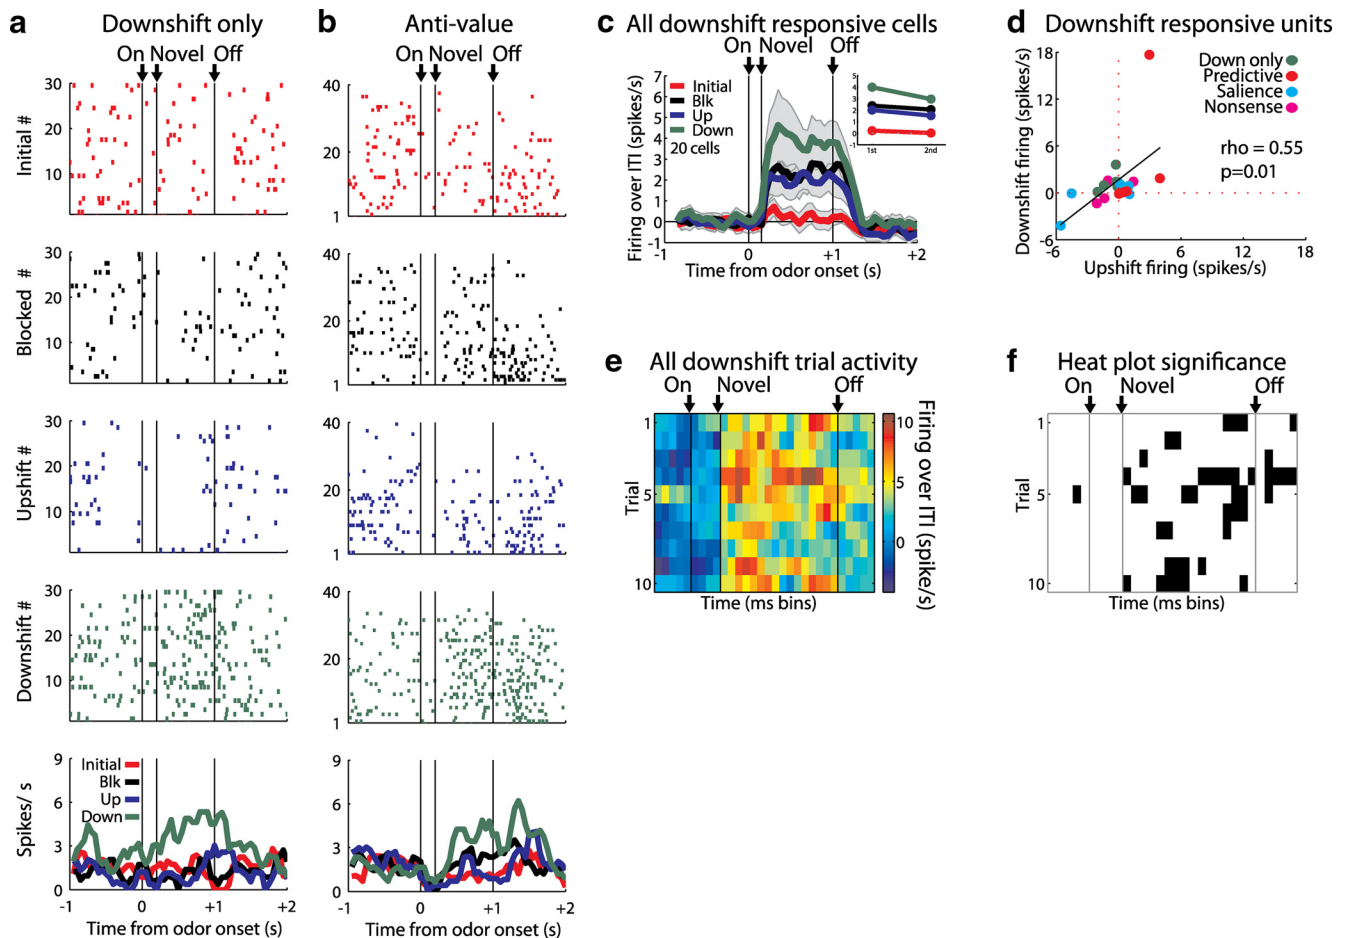 a Downshift only
On Novel Off
Initial #
30
20
10
Blocked #
30
20
10
Upshift #
30
20
10
Downshift #
30
20
10
Spikes/ s
9
6
3
0
Initial
Blk
Up
Down
-1 0 +1 +2
Time from odor onset (s)
b Anti-value
On Novel Off
40
20
1
40
20
1
40
20
1
40
20
1
9
6
3
0
-1 0 +1 +2
Time from odor onset (s)
c All downshift responsive cells
On Novel Off
Firing over ITI (spikes/s)
7
6
5
4
3
2
1
0
-1
Initial
Blk
Up
Down
20 cells
5
4
3
2
1
0
-1
1st 2nd
-1 0 +1 +2
Time from odor onset (s)
d Downshift responsive units
Downshift firing (spikes/s)
18
12
6
0
-6
Down only
Predictive
Salience
Nonsense
rho = 0.55
p=0.01
-6 0 6 12 18
Upshift firing (spikes/s)
e All downshift trial activity
On Novel Off
Trial
1
5
10
Time (ms bins)
10
5
0
Firing over ITI (spike/s)
f Heat plot significance
On Novel Off
Trial
1
5
10
Time (ms bins)